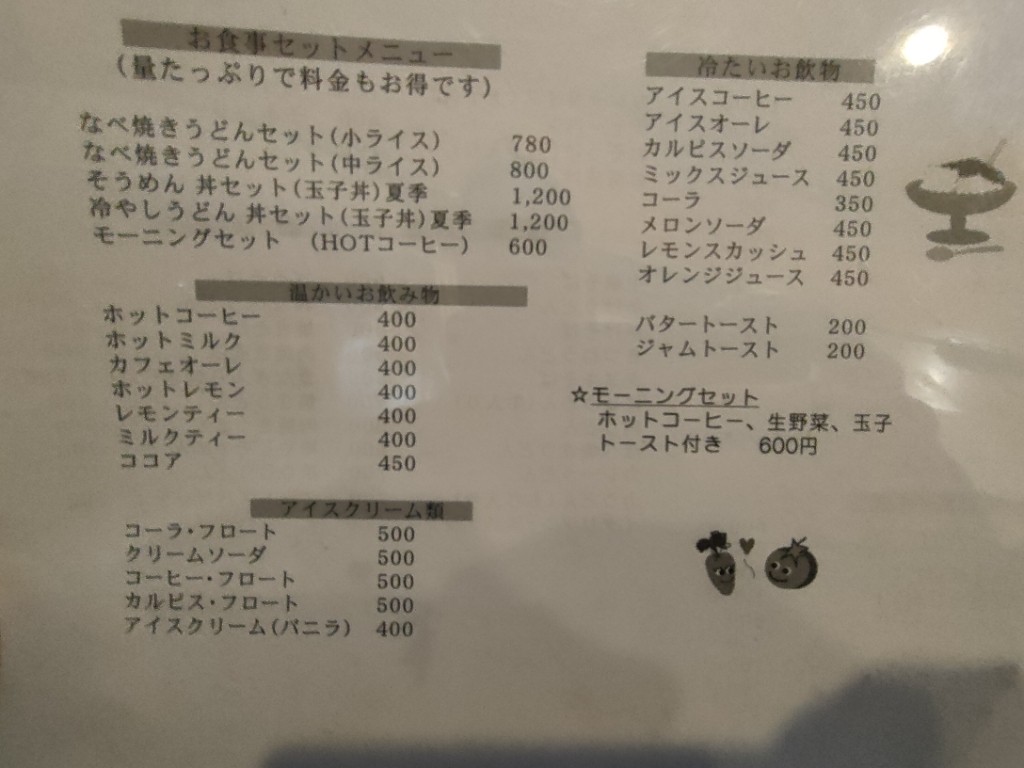 お食事セットメニュー
(量たっぷりで料金もお得です)
なべ焼きうどんセット(小ライス) 780
なべ焼きうどんセット(中ライス) 800
そうめん 丼セット(玉子丼)夏季 1,200
冷やしうどん 丼セット(玉子丼)夏季 1,200
モーニングセット (HOTコーヒー) 600
温かいお飲み物
ホットコーヒー 400
ホットミルク 400
カフェオーレ 400
ホットレモン 400
レモンティー 400
ミルクティー 400
ココア 450
アイスクリーム類
コーラ・フロート 500
クリームソーダ 500
コーヒー・フロート 500
カルピス・フロート 500
アイスクリーム(バニラ) 400
冷たいお飲物
アイスコーヒー 450
アイスオーレ 450
カルピスソーダ 450
ミックスジュース 450
コーラ 350
メロンソーダ 450
レモンスカッシュ 450
オレンジジュース 450
バタートースト 200
ジャムトースト 200
☆モーニングセット
ホットコーヒー、生野菜、玉子
トースト付き 600円